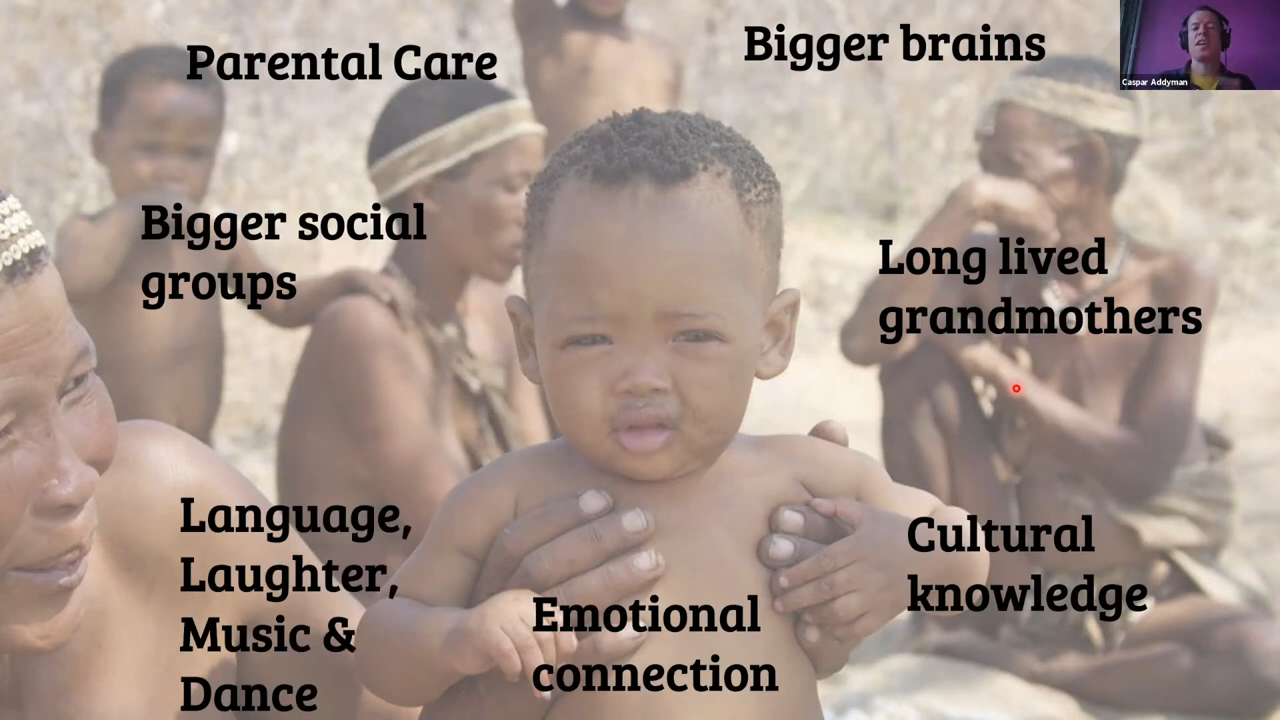 Parental Care
Bigger brains
Caspar Addyman
Bigger social
groups
Long lived
grandmothers
Language,
Laughter,
Music &
Dance
Cultural
knowledge
Emotional
connection